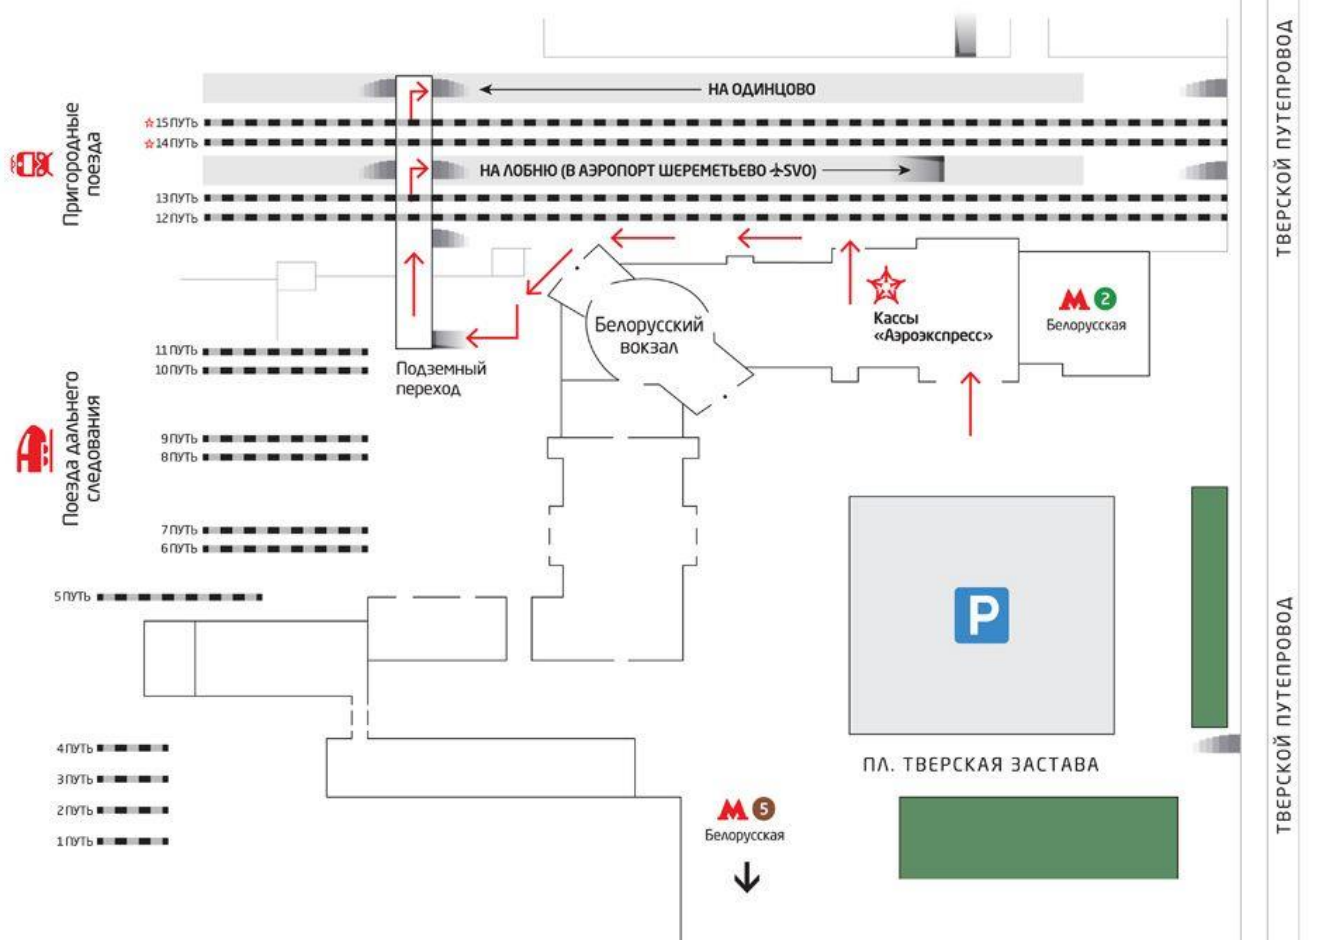 НА ОДИНЦОВО
☆15 ПУТЬ
☆14 ПУТЬ
НА ЛОБНЮ (В АЭРОПОРТ ШЕРЕМЕТЬЕВО ✈SVO)
13 ПУТЬ
12 ПУТЬ
Пригородные
поезда
ТВЕРСКОЙ ПУТЕПРОВОД
М 2
Белорусская
Кассы
«Аэроэкспресс»
Белорусский
вокзал
Подземный
переход
11 ПУТЬ
10 ПУТЬ
Поезда дальнего
следования
9 ПУТЬ
8 ПУТЬ
7 ПУТЬ
6 ПУТЬ
5 ПУТЬ
P
ТВЕРСКОЙ ПУТЕПРОВОД
ПЛ. ТВЕРСКАЯ ЗАСТАВА
4 ПУТЬ
3 ПУТЬ
2 ПУТЬ
1 ПУТЬ
М 5
Белорусская